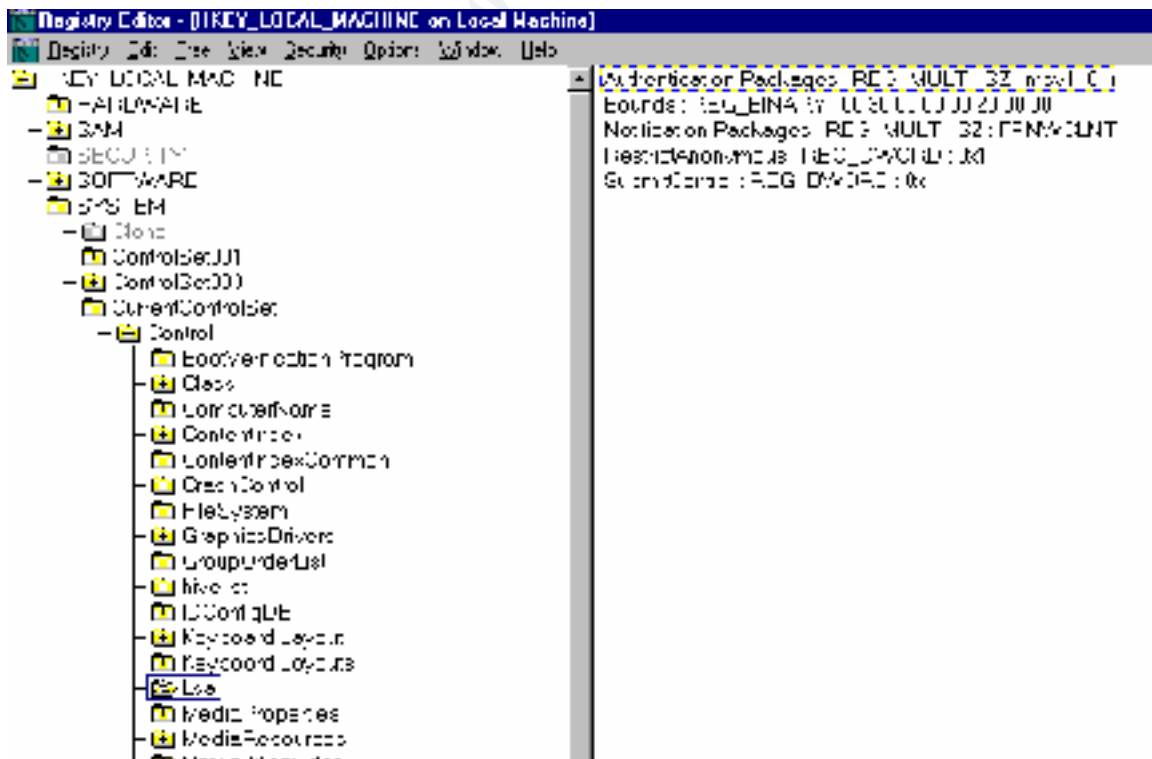 Registry Editor - [HKEY_LOCAL_MACHINE on Local Machine]
Registry Edit Tree View Security Options Window Help
HKEY_LOCAL_MACHINE
HARDWARE
SAM
SECURITY
SOFTWARE
SYSTEM
Clone
ControlSet001
CurrentControlSet
Control
BootVerificationProgram
Class
ComputerName
ContentIndex
ContentIndexCommon
CrashControl
FileSystem
GraphicsDrivers
GroupOrderList
hivelist
IDConfigDB
Keyboard Layout
Keyboard Layouts
Lsa
MediaProperties
MediaResources
Authentication Packages : REG_MULTI_SZ : msv1_0
Bounds : REG_BINARY :
Notification Packages : REG_MULTI_SZ : FPNWCLNT
RestrictAnonymous : REG_DWORD : 0x1
SubmitControl : REG_DWORD :